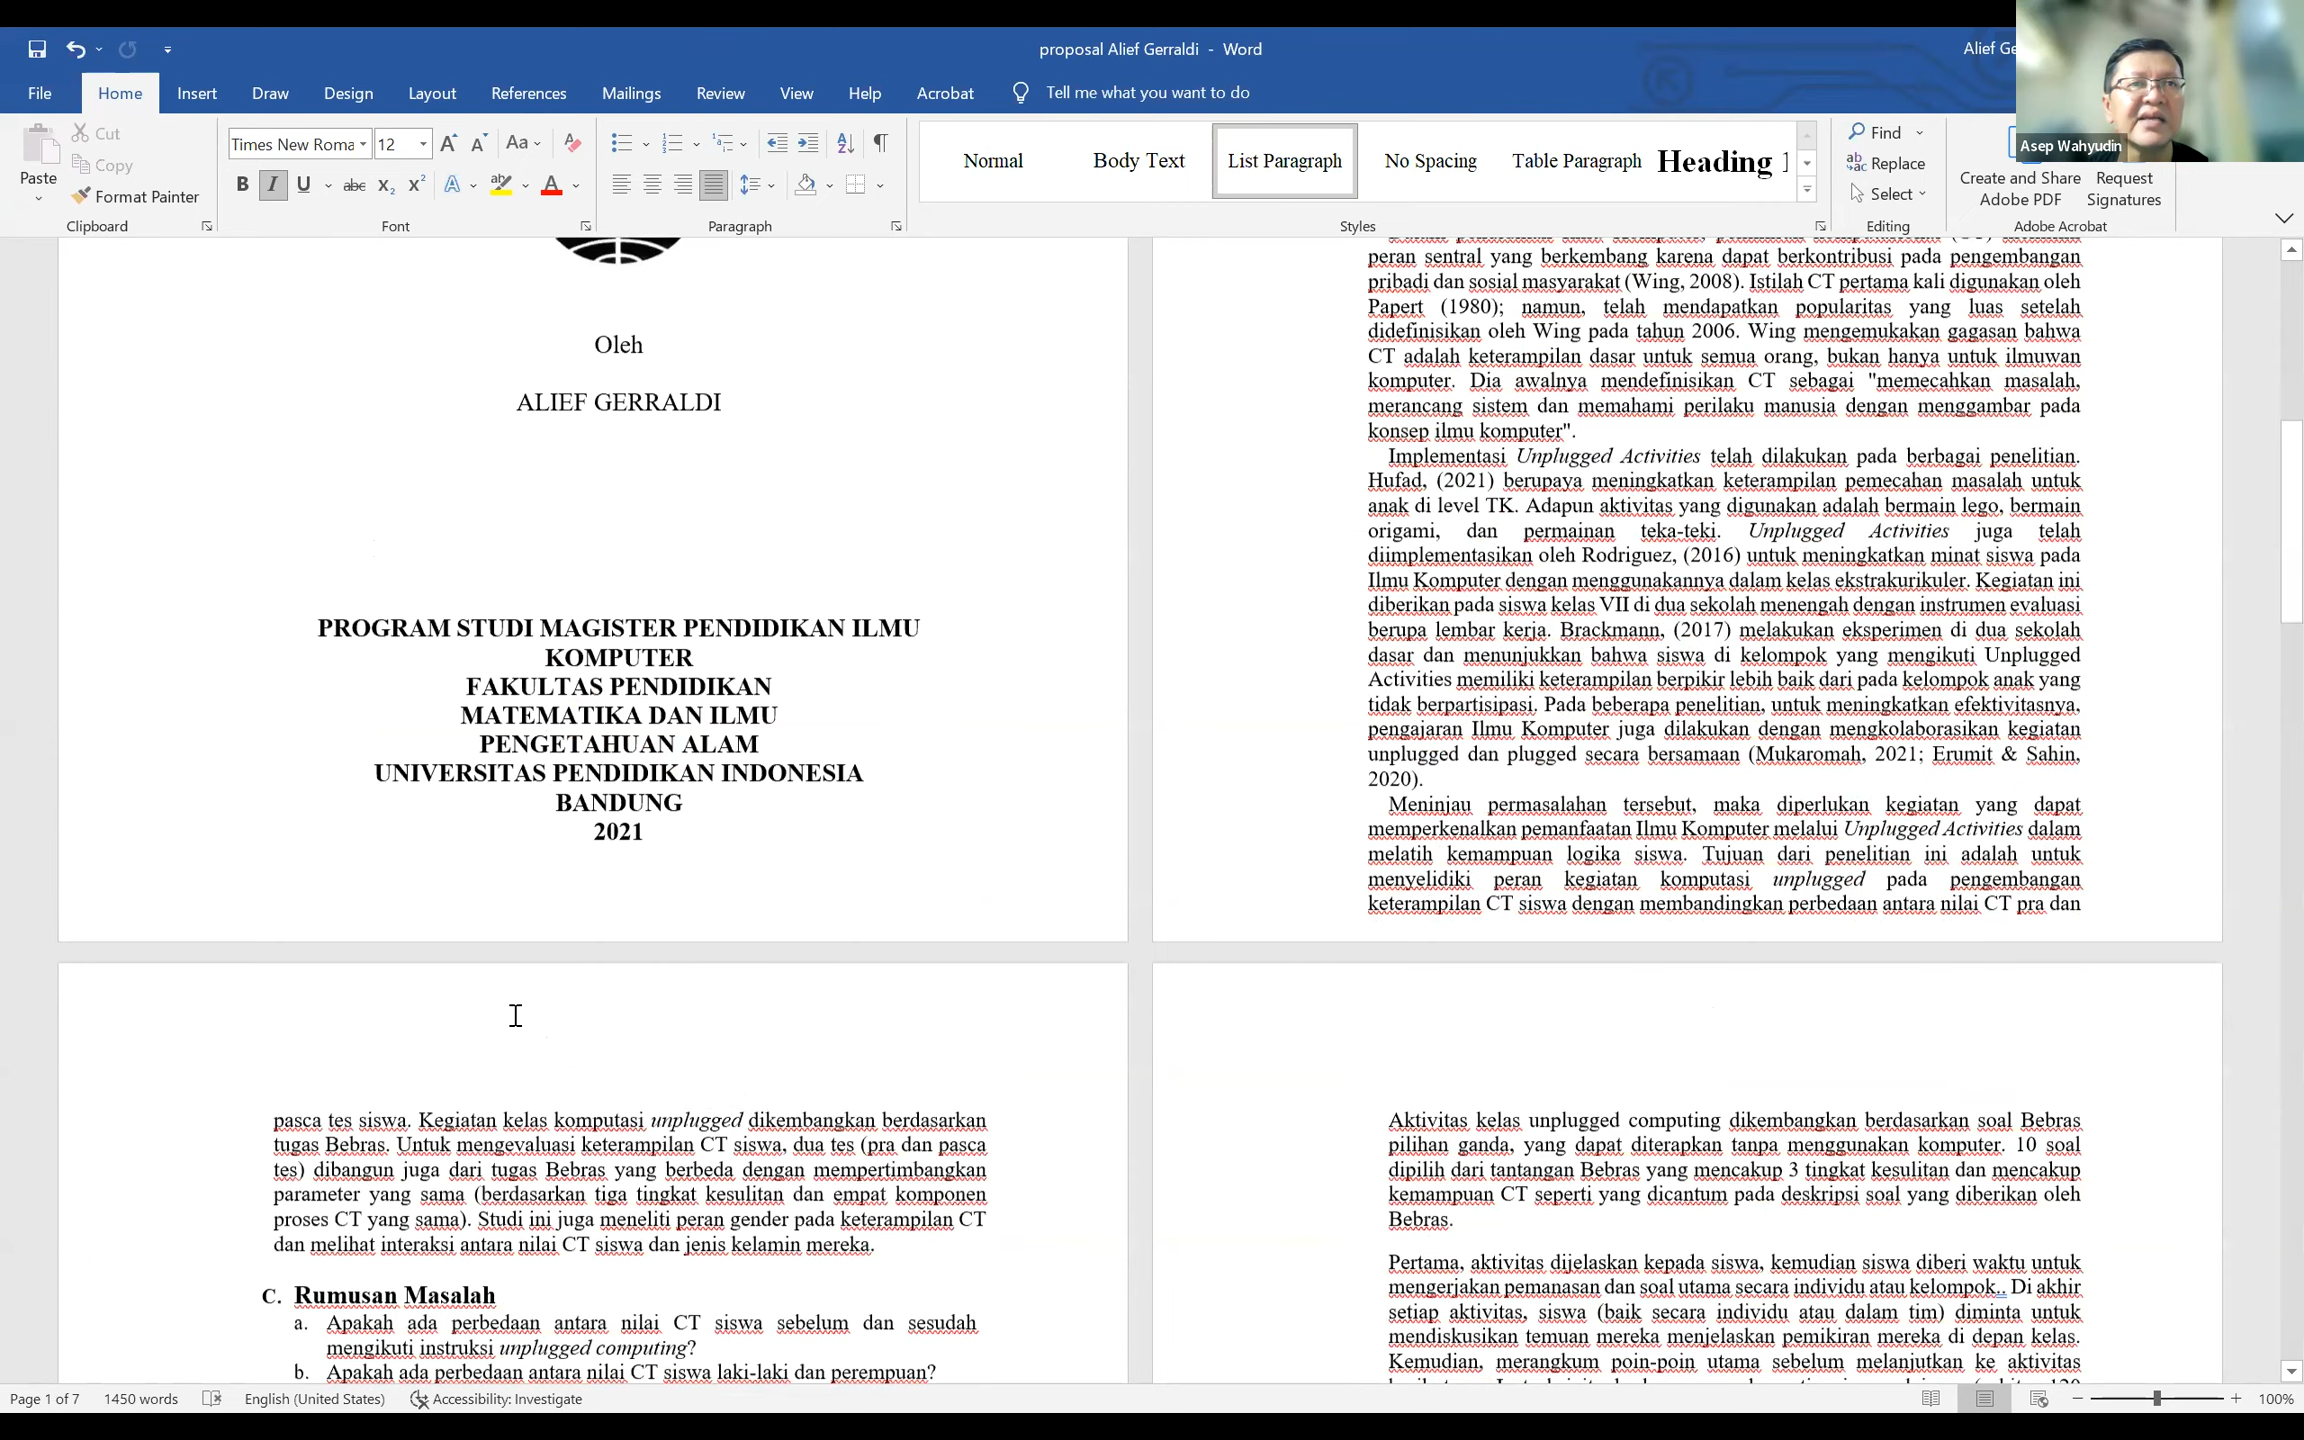 proposal Alief Gerraldi - Word
Alief Ge
File Home Insert Draw Design Layout References Mailings Review View Help Acrobat Tell me what you want to do
Asep Wahyudin
Paste
Cut
Copy
Format Painter
Clipboard
Times New Roma 12
Font
Paragraph
Normal Body Text List Paragraph No Spacing Table Paragraph Heading 1
Styles
Find
Replace
Select
Editing
Create and Share
Adobe PDF
Request
Signatures
Adobe Acrobat
Oleh
ALIEF GERRALDI
PROGRAM STUDI MAGISTER PENDIDIKAN ILMU
KOMPUTER
FAKULTAS PENDIDIKAN
MATEMATIKA DAN ILMU
PENGETAHUAN ALAM
UNIVERSITAS PENDIDIKAN INDONESIA
BANDUNG
2021
peran sentral yang berkembang karena dapat berkontribusi pada pengembangan
pribadi dan sosial masyarakat (Wing, 2008). Istilah CT pertama kali digunakan oleh
Papert (1980); namun, telah mendapatkan popularitas yang luas setelah
didefinisikan oleh Wing pada tahun 2006. Wing mengemukakan gagasan bahwa
CT adalah keterampilan dasar untuk semua orang, bukan hanya untuk ilmuwan
komputer. Dia awalnya mendefinisikan CT sebagai "memecahkan masalah,
merancang sistem dan memahami perilaku manusia dengan menggambar pada
konsep ilmu komputer".
Implementasi Unplugged Activities telah dilakukan pada berbagai penelitian.
Hufad, (2021) berupaya meningkatkan keterampilan pemecahan masalah untuk
anak di level TK. Adapun aktivitas yang digunakan adalah bermain lego, bermain
origami, dan permainan teka-teki. Unplugged Activities juga telah
diimplementasikan oleh Rodriguez, (2016) untuk meningkatkan minat siswa pada
Ilmu Komputer dengan menggunakannya dalam kelas ekstrakurikuler. Kegiatan ini
diberikan pada siswa kelas VII di dua sekolah menengah dengan instrumen evaluasi
berupa lembar kerja. Brackmann, (2017) melakukan eksperimen di dua sekolah
dasar dan menunjukkan bahwa siswa di kelompok yang mengikuti Unplugged
Activities memiliki keterampilan berpikir lebih baik dari pada kelompok anak yang
tidak berpartisipasi. Pada beberapa penelitian, untuk meningkatkan efektivitasnya,
pengajaran Ilmu Komputer juga dilakukan dengan mengkolaborasikan kegiatan
unplugged dan plugged secara bersamaan (Mukaromah, 2021; Erumit & Sahin,
2020).
Meninjau permasalahan tersebut, maka diperlukan kegiatan yang dapat
memperkenalkan pemanfaatan Ilmu Komputer melalui Unplugged Activities dalam
melatih kemampuan logika siswa. Tujuan dari penelitian ini adalah untuk
menyelidiki peran kegiatan komputasi unplugged pada pengembangan
keterampilan CT siswa dengan membandingkan perbedaan antara nilai CT pra dan
pasca tes siswa. Kegiatan kelas komputasi unplugged dikembangkan berdasarkan
tugas Bebras. Untuk mengevaluasi keterampilan CT siswa, dua tes (pra dan pasca
tes) dibangun juga dari tugas Bebras yang berbeda dengan mempertimbangkan
parameter yang sama (berdasarkan tiga tingkat kesulitan dan empat komponen
proses CT yang sama). Studi ini juga meneliti peran gender pada keterampilan CT
dan melihat interaksi antara nilai CT siswa dan jenis kelamin mereka.
C. Rumusan Masalah
a. Apakah ada perbedaan antara nilai CT siswa sebelum dan sesudah
mengikuti instruksi unplugged computing?
b. Apakah ada perbedaan antara nilai CT siswa laki-laki dan perempuan?
Aktivitas kelas unplugged computing dikembangkan berdasarkan soal Bebras
pilihan ganda, yang dapat diterapkan tanpa menggunakan komputer. 10 soal
dipilih dari tantangan Bebras yang mencakup 3 tingkat kesulitan dan mencakup
kemampuan CT seperti yang dicantum pada deskripsi soal yang diberikan oleh
Bebras.
Pertama, aktivitas dijelaskan kepada siswa, kemudian siswa diberi waktu untuk
mengerjakan pemanasan dan soal utama secara individu atau kelompok.. Di akhir
setiap aktivitas, siswa (baik secara individu atau dalam tim) diminta untuk
mendiskusikan temuan mereka menjelaskan pemikiran mereka di depan kelas.
Kemudian, merangkum poin-poin utama sebelum melanjutkan ke aktivitas
Page 1 of 7 1450 words English (United States) Accessibility: Investigate 100%